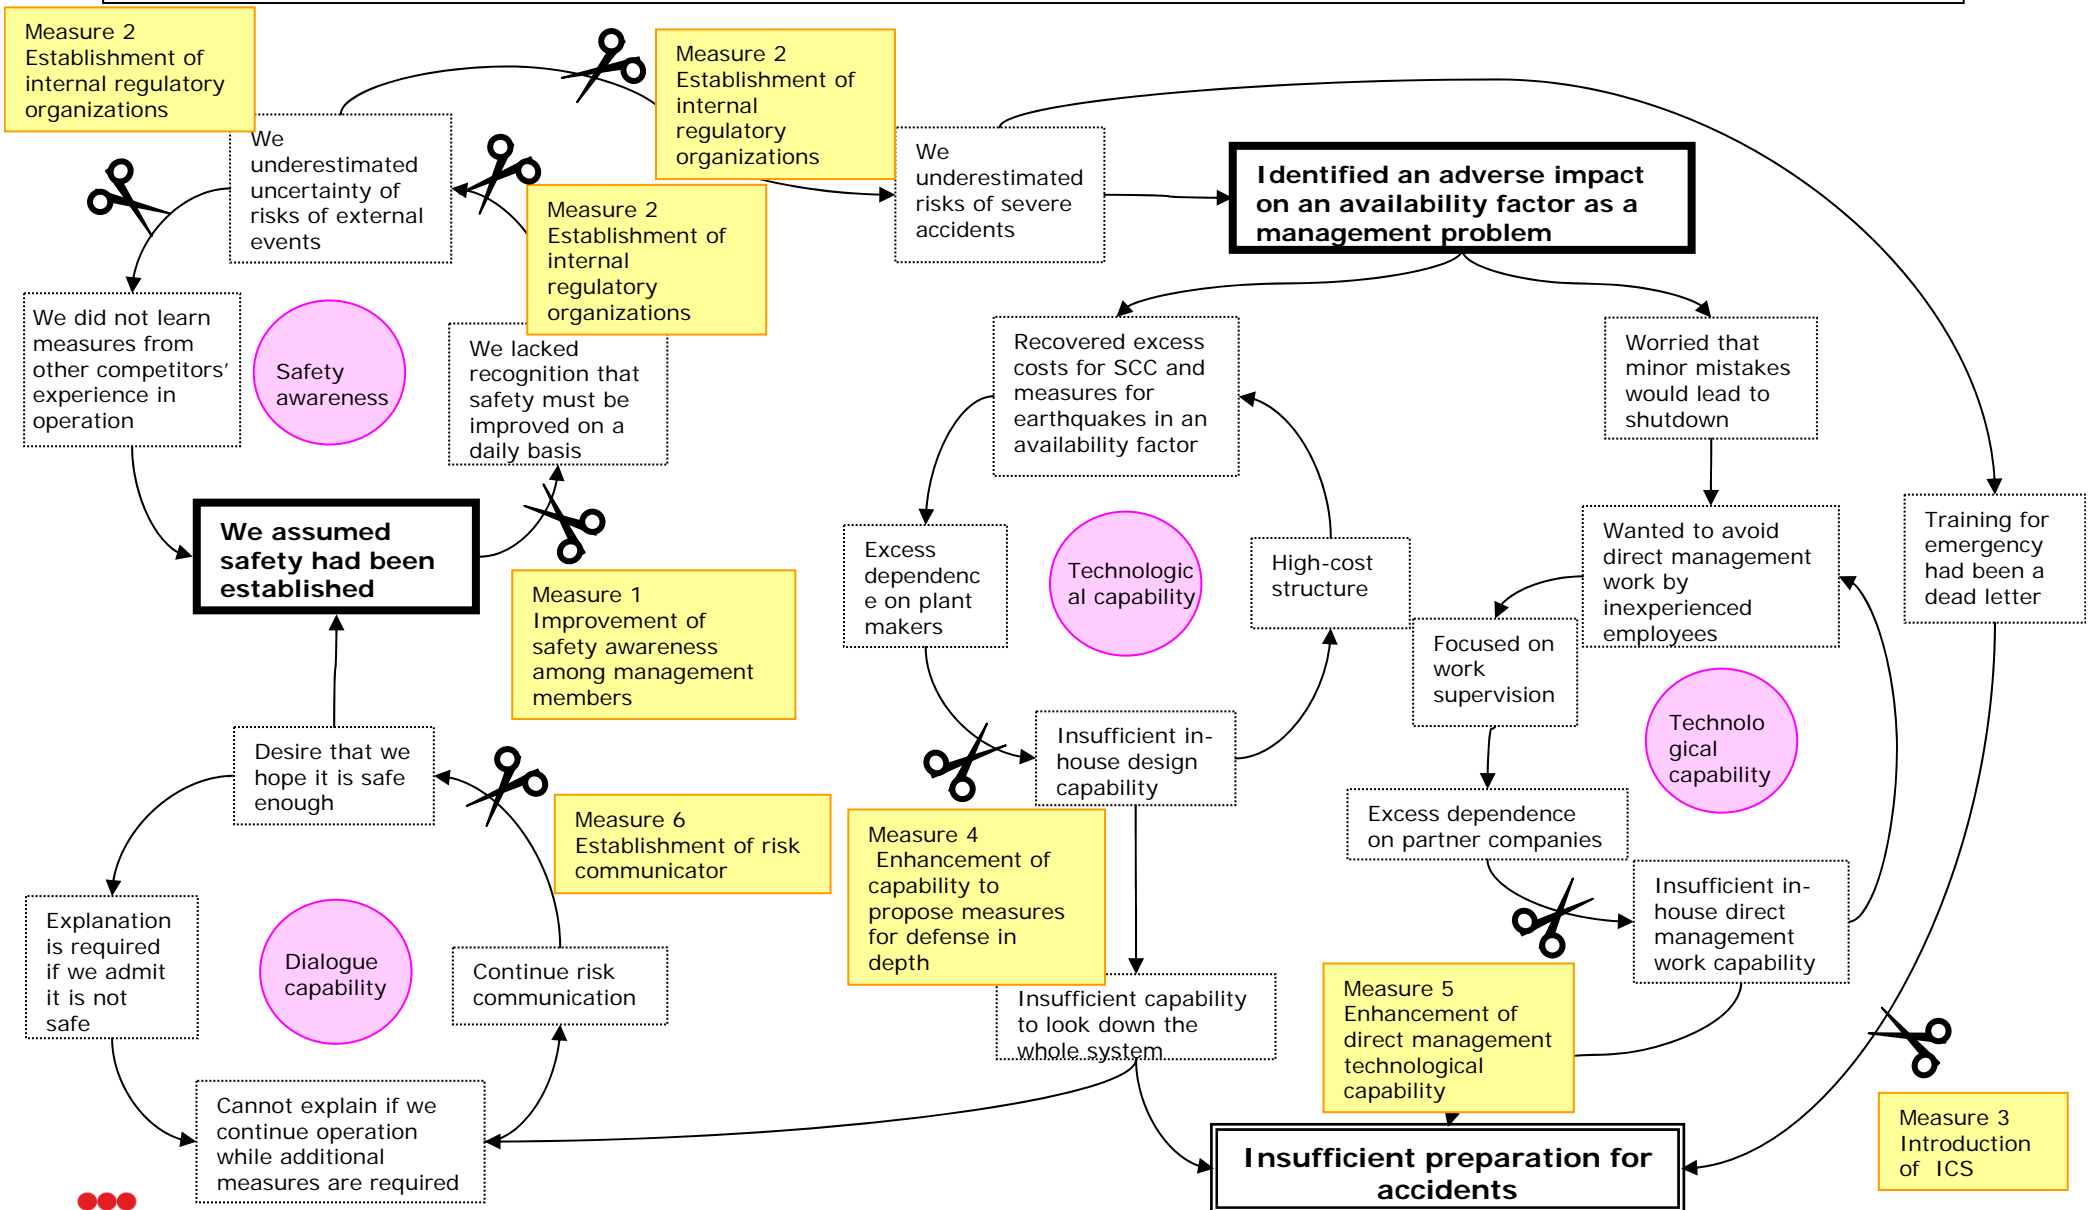 Measure 2
Establishment of
internal regulatory
organizations
Measure 2
Establishment of
internal
regulatory
organizations
We
underestimated
uncertainty of
risks of external
events
Measure 2
Establishment of
internal
regulatory
organizations
We
underestimated
risks of severe
accidents
Identified an adverse impact
on an availability factor as a
management problem
We did not learn
measures from
other competitors'
experience in
operation
Safety
awareness
We lacked
recognition that
safety must be
improved on a
daily basis
Recovered excess
costs for SCC and
measures for
earthquakes in an
availability factor
Worried that
minor mistakes
would lead to
shutdown
We assumed
safety had been
established
Measure 1
Improvement of
safety awareness
among management
members
Excess
dependenc
e on plant
makers
Technologic
al capability
High-cost
structure
Wanted to avoid
direct management
work by
inexperienced
employees
Training for
emergency
had been a
dead letter
Focused on
work
supervision
Technolo
gical
capability
Desire that we
hope it is safe
enough
Insufficient in-
house design
capability
Measure 6
Establishment of risk
communicator
Measure 4
Enhancement of
capability to
propose measures
for defense in
depth
Excess dependence
on partner companies
Insufficient in-
house direct
management
work capability
Explanation
is required
if we admit
it is not
safe
Dialogue
capability
Continue risk
communication
Insufficient capability
to look down the
whole system
Measure 5
Enhancement of
direct management
technological
capability
Cannot explain if we
continue operation
while additional
measures are required
Insufficient preparation for
accidents
Measure 3
Introduction
of ICS